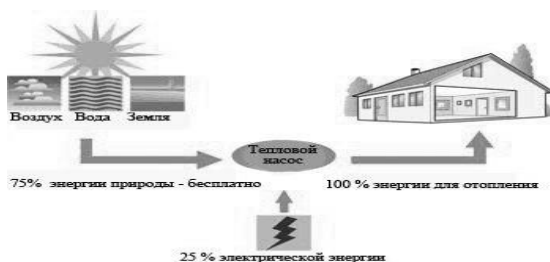 Воздух Вода Земля
Тепловой
насос
75% энергии природы - бесплатно
100 % энергии для отопления
25 % электрической энергии